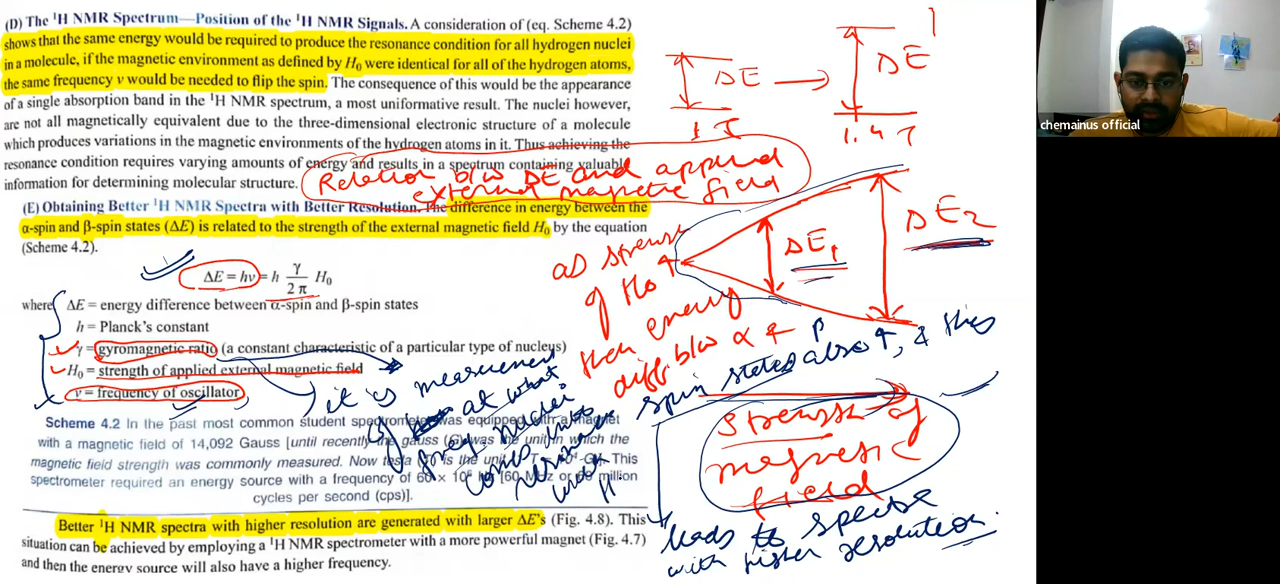 (D) The ¹H NMR Spectrum—Position of the ¹H NMR Signals. A consideration of (eq. Scheme 4.2)
shows that the same energy would be required to produce the resonance condition for all hydrogen nuclei
in a molecule, if the magnetic environment as defined by H₀ were identical for all of the hydrogen atoms,
the same frequency ν would be needed to flip the spin. The consequence of this would be the appearance
of a single absorption band in the ¹H NMR spectrum, a most uniformative result. The nuclei however,
are not all magnetically equivalent due to the three-dimensional electronic structure of a molecule
which produces variations in the magnetic environments of the hydrogen atoms in it. Thus achieving the
resonance condition requires varying amounts of energy and results in a spectrum containing valuable
information for determining molecular structure.
Relation b/w ΔE and append
external magnetic field
(E) Obtaining Better ¹H NMR Spectra with Better Resolution. The difference in energy between the
α-spin and β-spin states (ΔE) is related to the strength of the external magnetic field H₀ by the equation
(Scheme 4.2).
ΔE = hν = h γ/2π H₀
where ΔE = energy difference between α-spin and β-spin states
h = Planck's constant
γ = gyromagnetic ratio (a constant characteristic of a particular type of nucleus)
H₀ = strength of applied external magnetic field
ν = frequency of oscillator
it is measurement
of at what
freq. nuclei
comes into
resonance
with H
Scheme 4.2 In the past most common student spectrometer was equipped with a magnet
with a magnetic field of 14,092 Gauss [until recently the gauss (G) was the unit in which the
magnetic field strength was commonly measured. Now tesla (T) is the unit
This
spectrometer required an energy source with a frequency of 60 × 10⁶ [60 MHz or 60 million
cycles per second (cps)].
Better ¹H NMR spectra with higher resolution are generated with larger ΔE's (Fig. 4.8). This
situation can be achieved by employing a ¹H NMR spectrometer with a more powerful magnet (Fig. 4.7)
and then the energy source will also have a higher frequency.
ΔE
1 T
ΔE
1.4 T
ΔE₁
ΔE₂
as strength
of H₀ ↑
then energy
diff. b/w α & β
spin states also ↑, & this
strength of
magnetic
field
leads to spectra
with higher resolution.
chemainus official